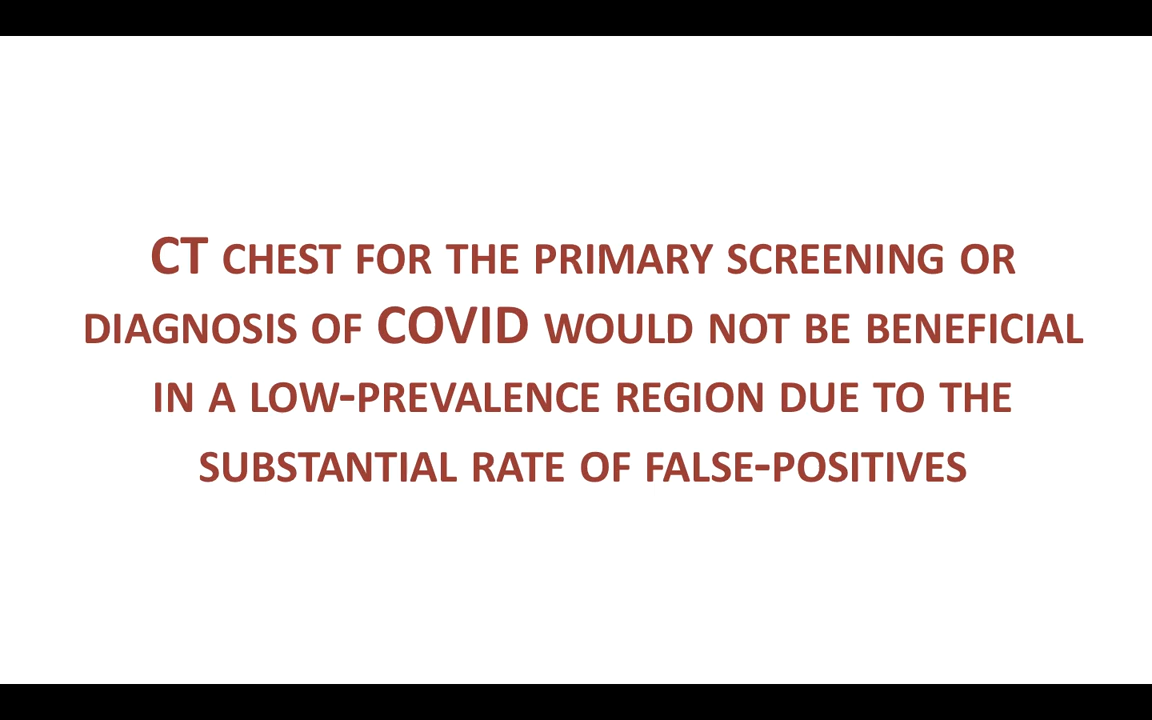 CT CHEST FOR THE PRIMARY SCREENING OR
DIAGNOSIS OF COVID WOULD NOT BE BENEFICIAL
IN A LOW-PREVALENCE REGION DUE TO THE
SUBSTANTIAL RATE OF FALSE-POSITIVES